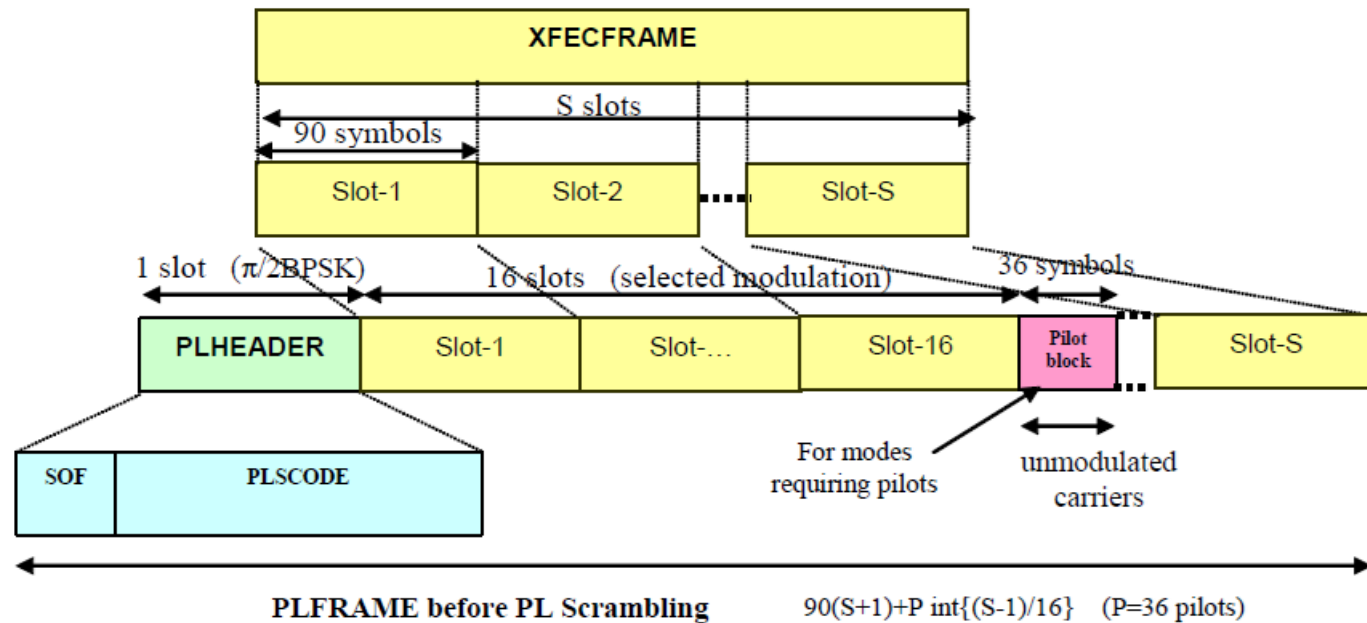 XFECFRAME
S slots
90 symbols
Slot-1
Slot-2
Slot-S
1 slot (π/2BPSK)
16 slots (selected modulation)
36 symbols
PLHEADER
Slot-1
Slot-...
Slot-16
Pilot
block
Slot-S
SOF
PLSCODE
For modes
requiring pilots
unmodulated
carriers
PLFRAME before PL Scrambling 90(S+1)+P int{(S-1)/16} (P=36 pilots)